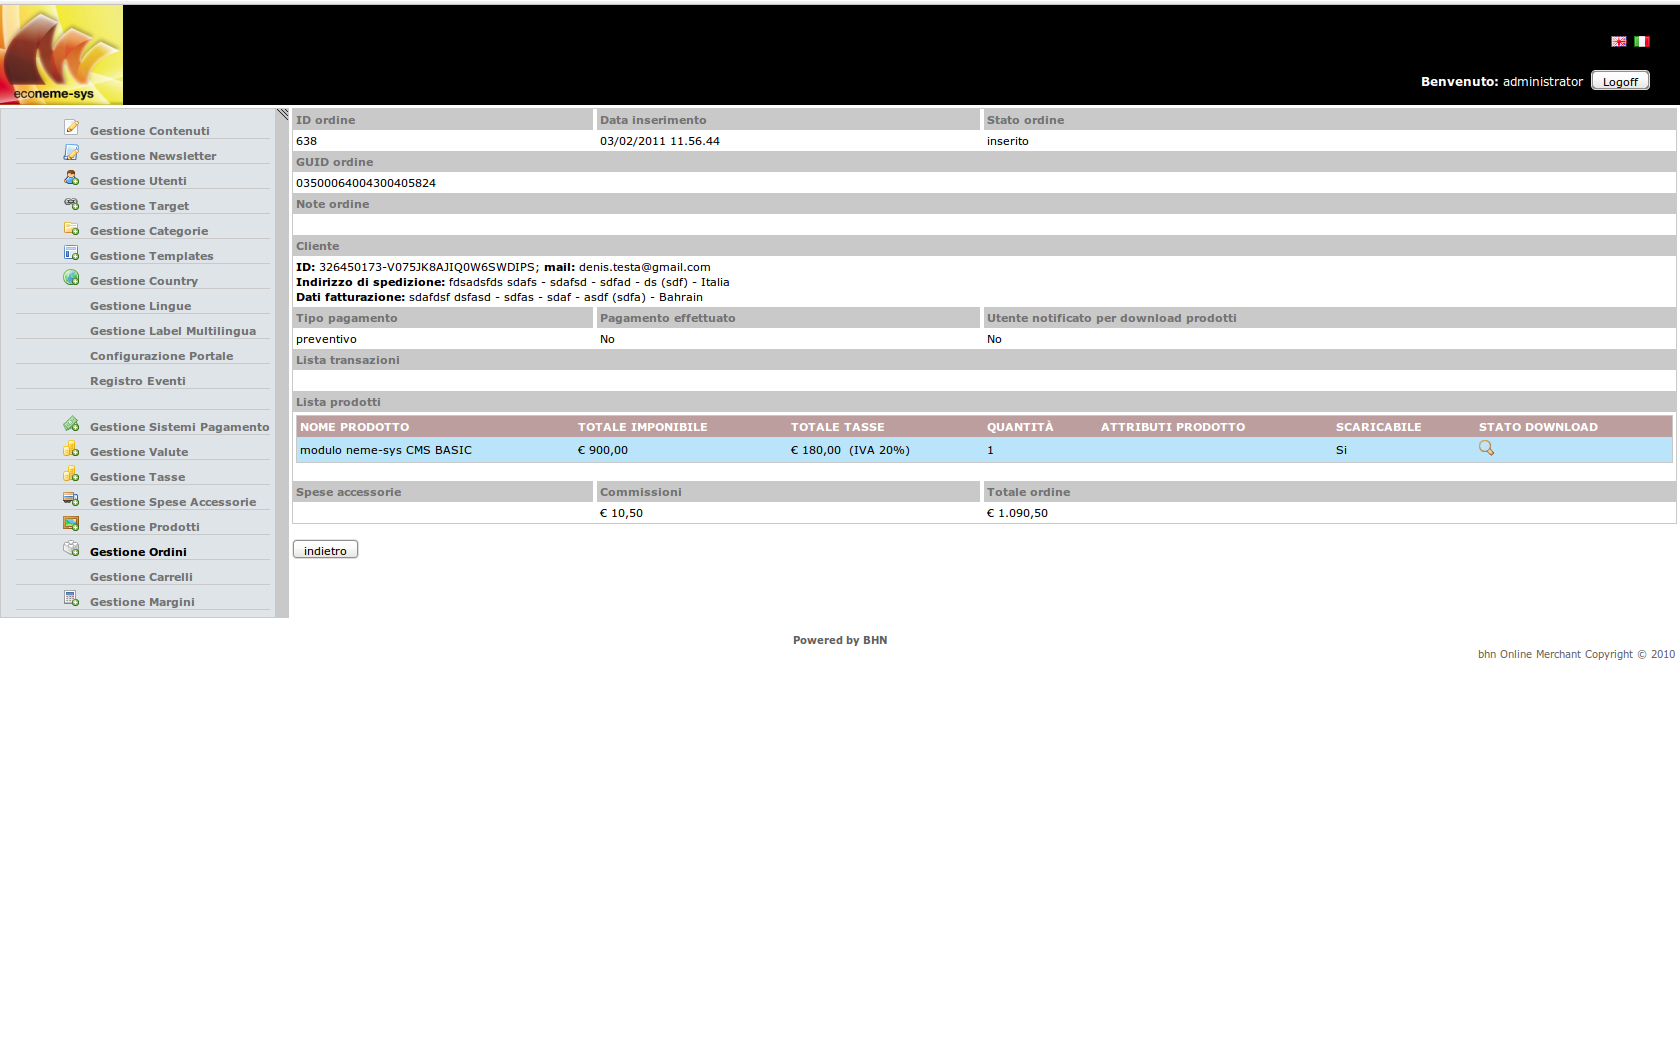 econeme-sys
Benvenuto: administrator Logoff
Gestione Contenuti
Gestione Newsletter
Gestione Utenti
Gestione Target
Gestione Categorie
Gestione Templates
Gestione Country
Gestione Lingue
Gestione Label Multilingua
Configurazione Portale
Registro Eventi
Gestione Sistemi Pagamento
Gestione Valute
Gestione Tasse
Gestione Spese Accessorie
Gestione Prodotti
Gestione Ordini
Gestione Carrelli
Gestione Margini
ID ordine Data inserimento Stato ordine
638 03/02/2011 11.56.44 inserito
GUID ordine
03500064004300405824
Note ordine
Cliente
ID: 326450173-V075JK8AJIQ0W6SWDIPS; mail: denis.testa@gmail.com
Indirizzo di spedizione: fdsadsfds sdafs - sdafsd - sdfad - ds (sdf) - Italia
Dati fatturazione: sdafdsf dsfasd - sdfas - sdaf - asdf (sdfa) - Bahrain
Tipo pagamento Pagamento effettuato Utente notificato per download prodotti
preventivo No No
Lista transazioni
Lista prodotti
NOME PRODOTTO TOTALE IMPONIBILE TOTALE TASSE QUANTITÀ ATTRIBUTI PRODOTTO SCARICABILE STATO DOWNLOAD
modulo neme-sys CMS BASIC € 900,00 € 180,00 (IVA 20%) 1 Si
Spese accessorie Commissioni Totale ordine
€ 10,50 € 1.090,50
indietro
Powered by BHN
bhn Online Merchant Copyright © 2010